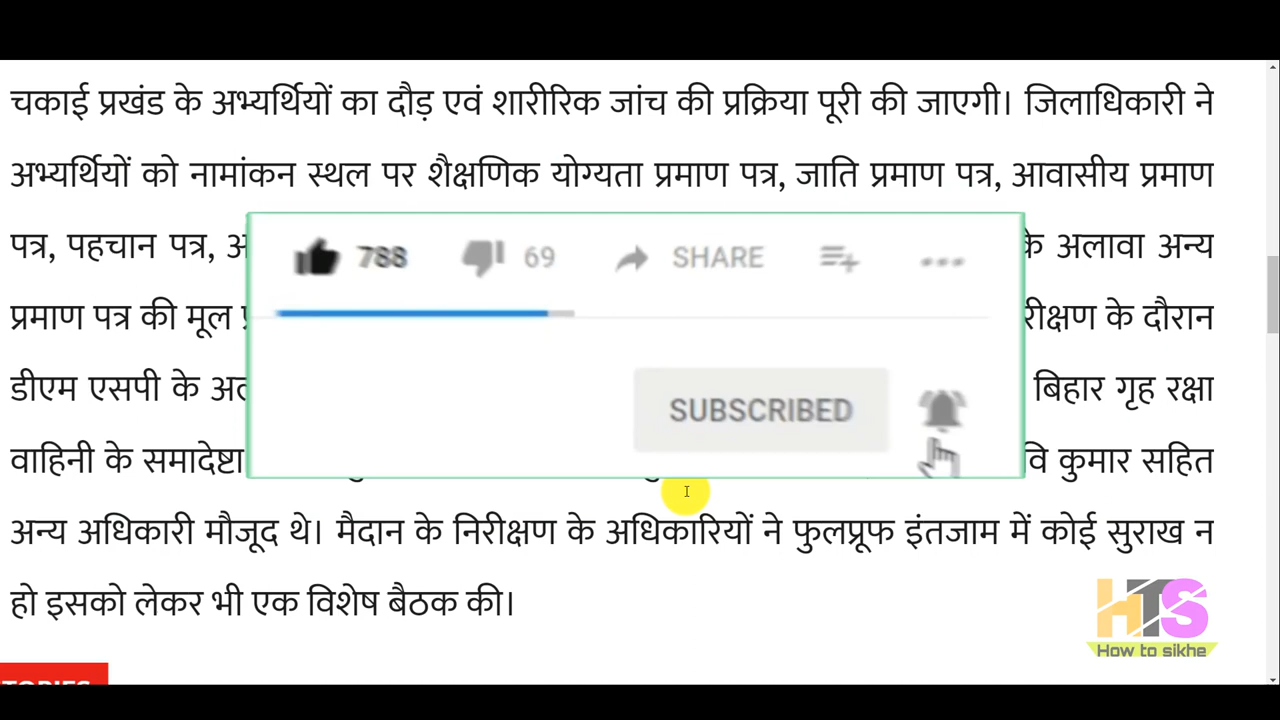 चकाई प्रखंड के अभ्यर्थियों का दौड़ एवं शारीरिक जांच की प्रक्रिया पूरी की जाएगी। जिलाधिकारी ने
अभ्यर्थियों को नामांकन स्थल पर शैक्षणिक योग्यता प्रमाण पत्र, जाति प्रमाण पत्र, आवासीय प्रमाण
पत्र, पहचान पत्र, के अलावा अन्य
788 69 SHARE
प्रमाण पत्र की मूल के दौरान
डीएम एसपी के बिहार गृह रक्षा
SUBSCRIBED
वाहिनी के समादेष्टा कुमार सहित
अन्य अधिकारी मौजूद थे। मैदान के निरीक्षण के अधिकारियों ने फुलप्रूफ इंतजाम में कोई सुराख न
हो इसको लेकर भी एक विशेष बैठक की।
HTS
How to sikhe